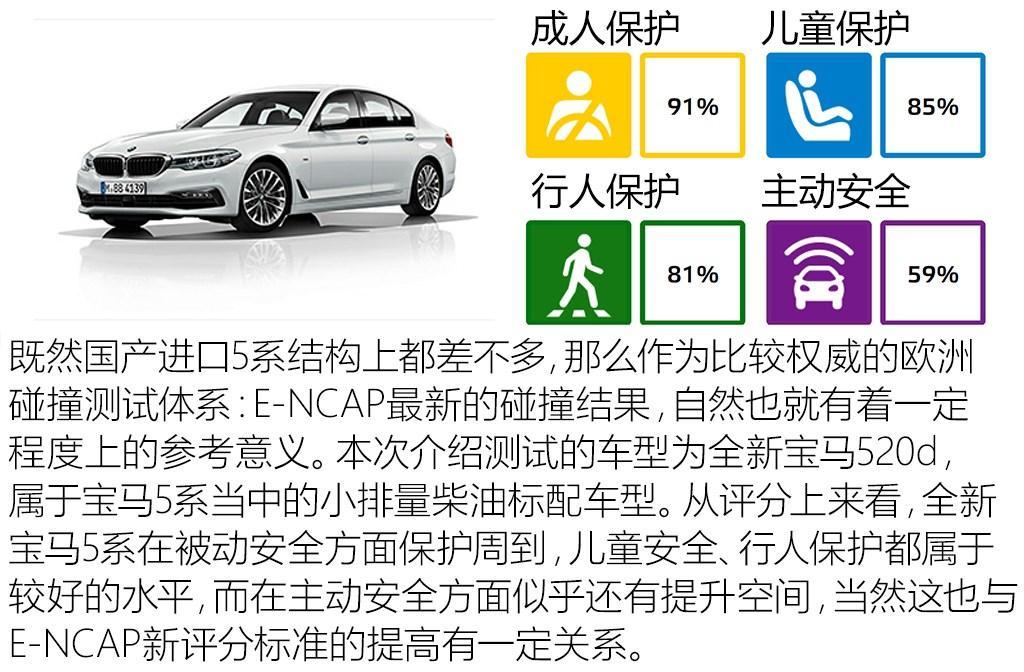 成人保护
儿童保护
91%
85%
行人保护
主动安全
81%
59%
M·BB 4139
既然国产进口5系结构上都差不多,那么作为比较权威的欧洲
碰撞测试体系:E-NCAP最新的碰撞结果,自然也就有着一定
程度上的参考意义。本次介绍测试的车型为全新宝马520d,
属于宝马5系当中的小排量柴油标配车型。从评分上来看,全新
宝马5系在被动安全方面保护周到,儿童安全、行人保护都属于
较好的水平,而在主动安全方面似乎还有提升空间,当然这也与
E-NCAP新评分标准的提高有一定关系。